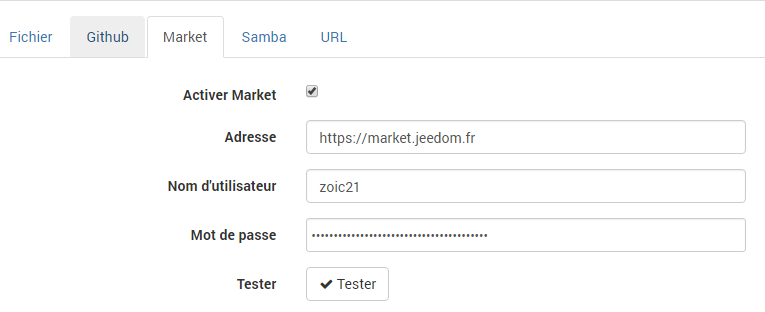 Fichier Github Market Samba URL
Activer Market
Adresse https://market.jeedom.fr
Nom d'utilisateur zoic21
Mot de passe ••••••••••••••••••••••••••••••••••••••••
Tester Tester